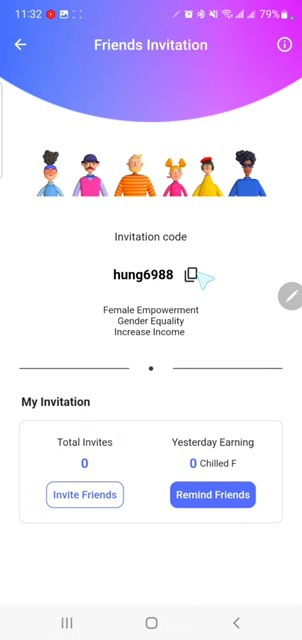 11:32
79%
Friends Invitation
Invitation code
hung6988
Female Empowerment
Gender Equality
Increase Income
My Invitation
Total Invites
Yesterday Earning
0
0 Chilled F
Invite Friends
Remind Friends